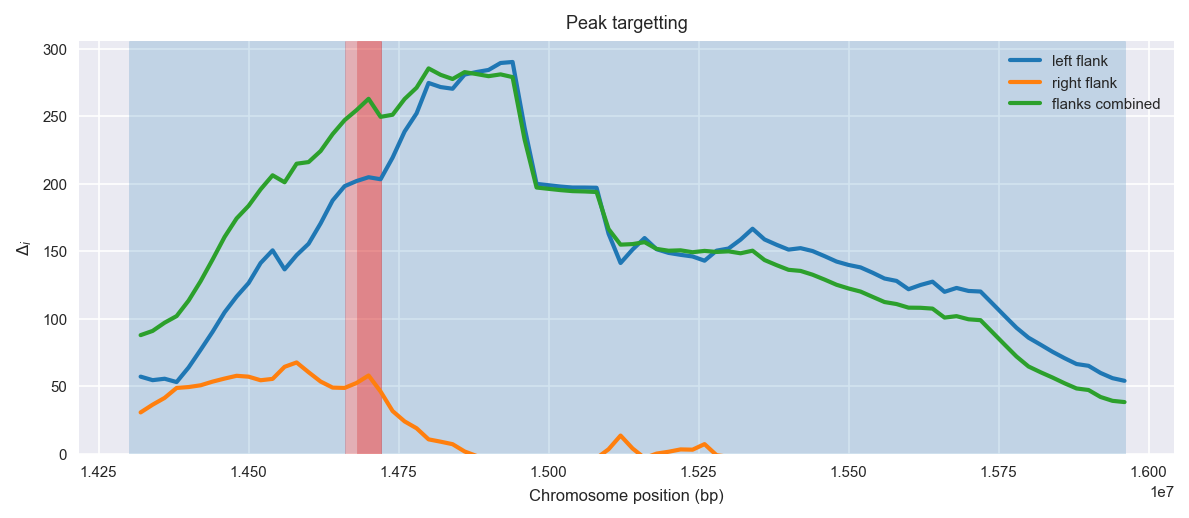 Peak targetting
300
250
200
150
100
50
0
Δi
left flank
right flank
flanks combined
1.425 1.450 1.475 1.500 1.525 1.550 1.575 1.600
1e7
Chromosome position (bp)